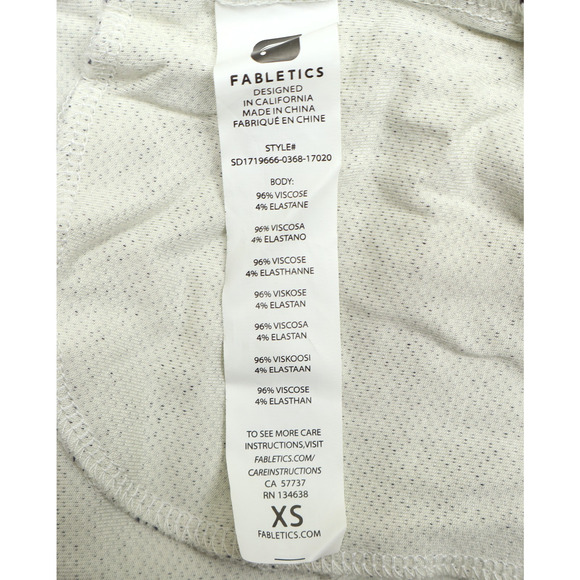 FABLETICS
DESIGNED
IN CALIFORNIA
MADE IN CHINA
FABRIQUÉ EN CHINE
STYLE#
SD1719666-0368-17020
BODY:
96% VISCOSE
4% ELASTANE
96% VISCOSA
4% ELASTANO
96% VISCOSE
4% ELASTHANNE
96% VISKOSE
4% ELASTAN
96% VISCOSA
4% ELASTAN
96% VISKOOSI
4% ELASTAAN
96% VISCOSE
4% ELASTHAN
TO SEE MORE CARE
INSTRUCTIONS,VISIT
FABLETICS.COM/
CAREINSTRUCTIONS
CA 57737
RN 134638
XS
FABLETICS.COM